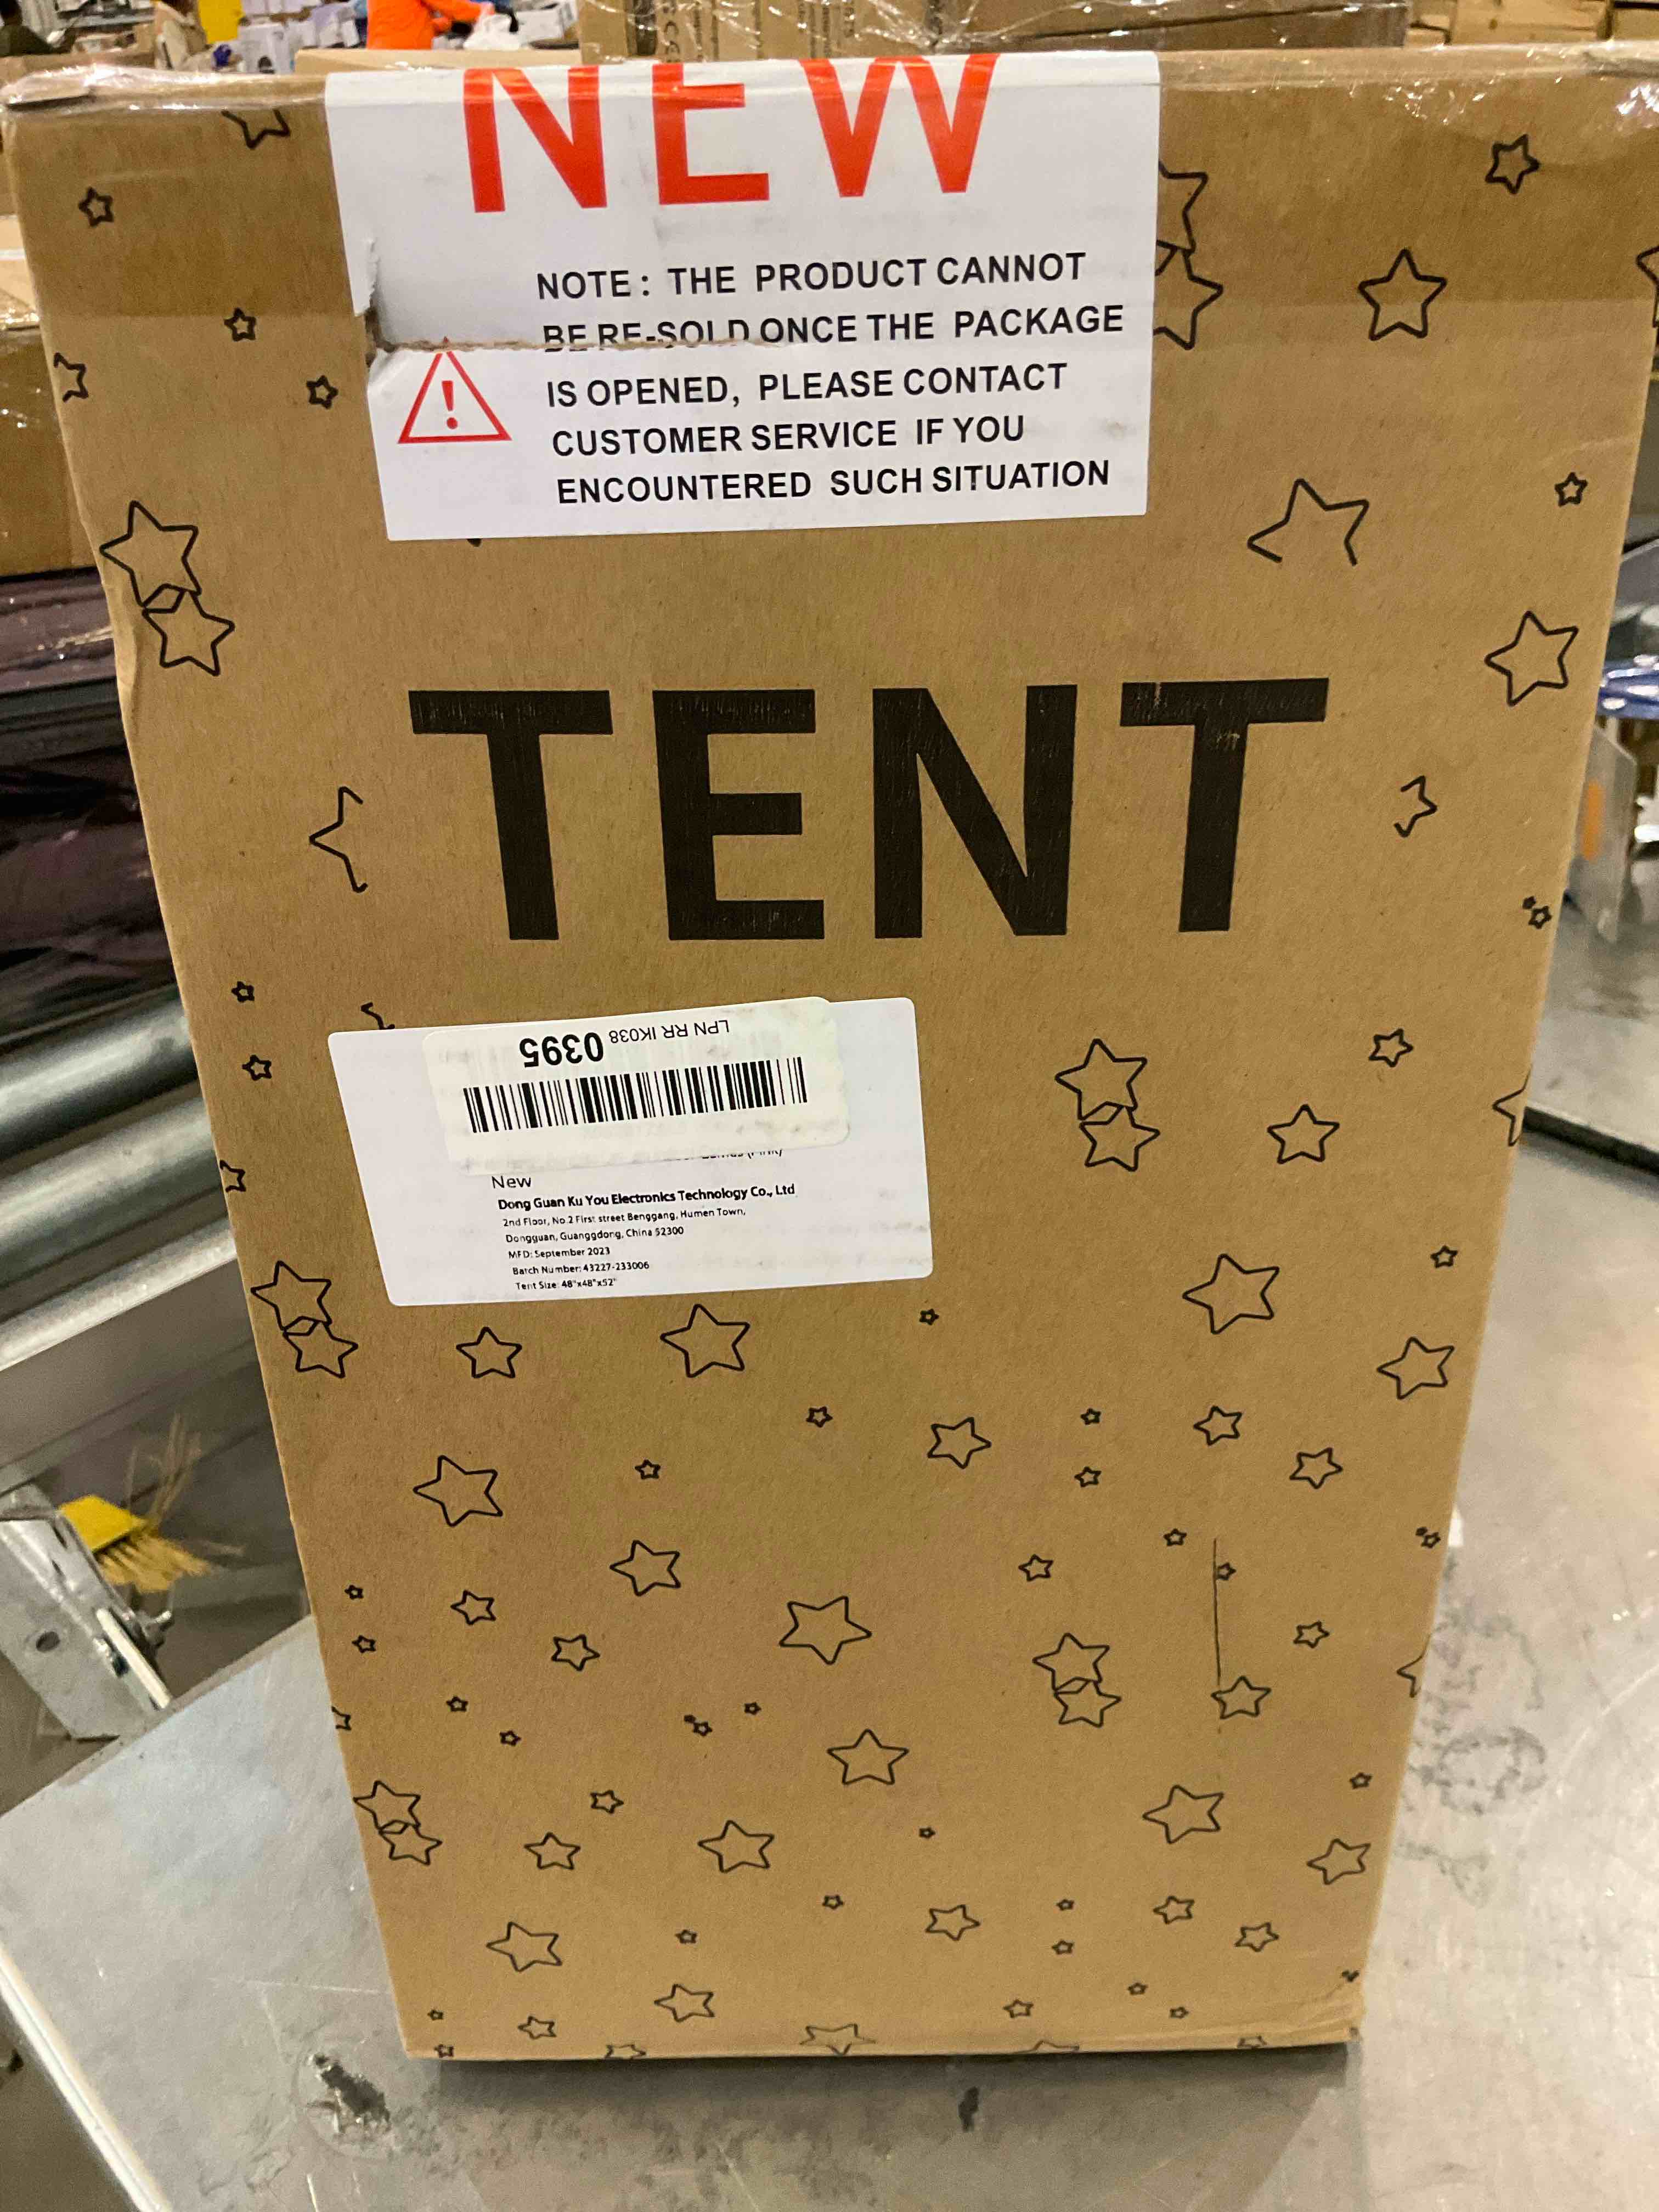 NEW
NOTE: THE PRODUCT CANNOT
BE RE-SOLD ONCE THE PACKAGE
IS OPENED, PLEASE CONTACT
CUSTOMER SERVICE IF YOU
ENCOUNTERED SUCH SITUATION
!
TENT
LPN RR IK038 0395
New
Dong Guan Ku You Electronics Technology Co., Ltd
2nd Floor, No.2 First street Benggang, Humen Town,
Dongguan, Guanggdong, China 52300
MFD: September 2023
Batch Number: 43227-233006
Tent Size: 48"x48"x52"